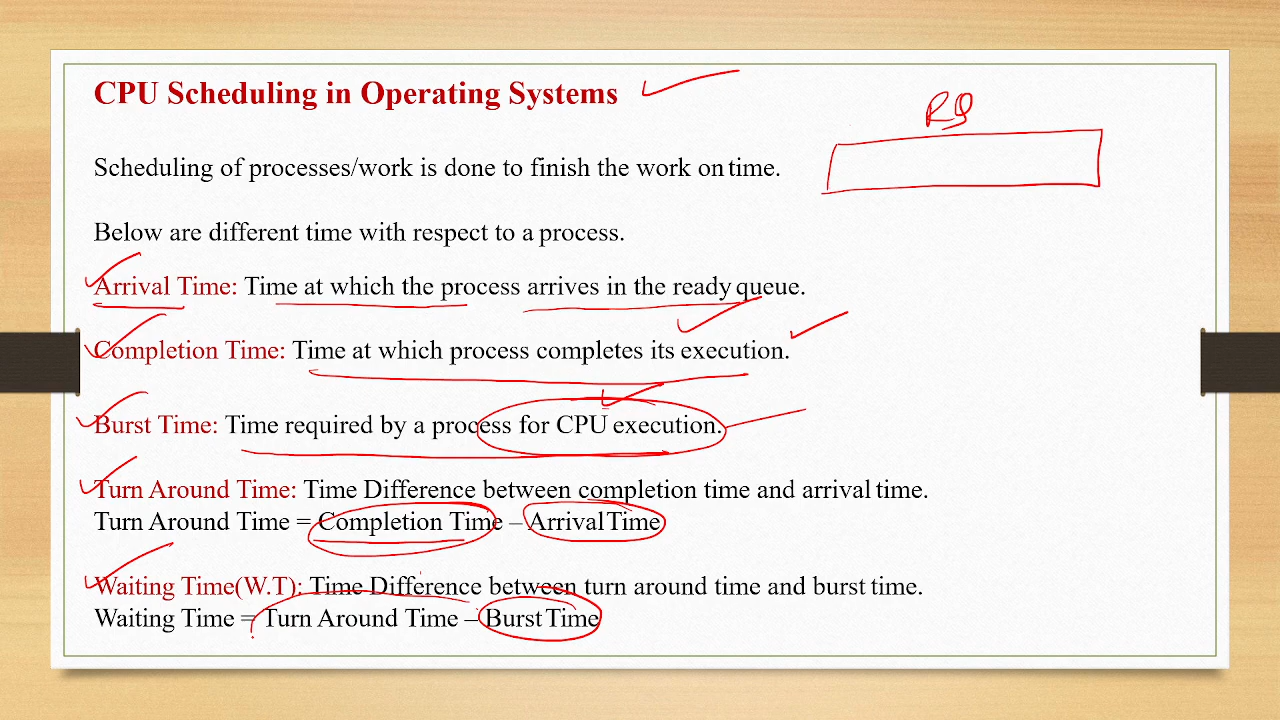 CPU Scheduling in Operating Systems
RQ
Scheduling of processes/work is done to finish the work on time.
Below are different time with respect to a process.
Arrival Time: Time at which the process arrives in the ready queue.
Completion Time: Time at which process completes its execution.
Burst Time: Time required by a process for CPU execution.
Turn Around Time: Time Difference between completion time and arrival time.
Turn Around Time = Completion Time – Arrival Time
Waiting Time(W.T): Time Difference between turn around time and burst time.
Waiting Time = Turn Around Time – Burst Time